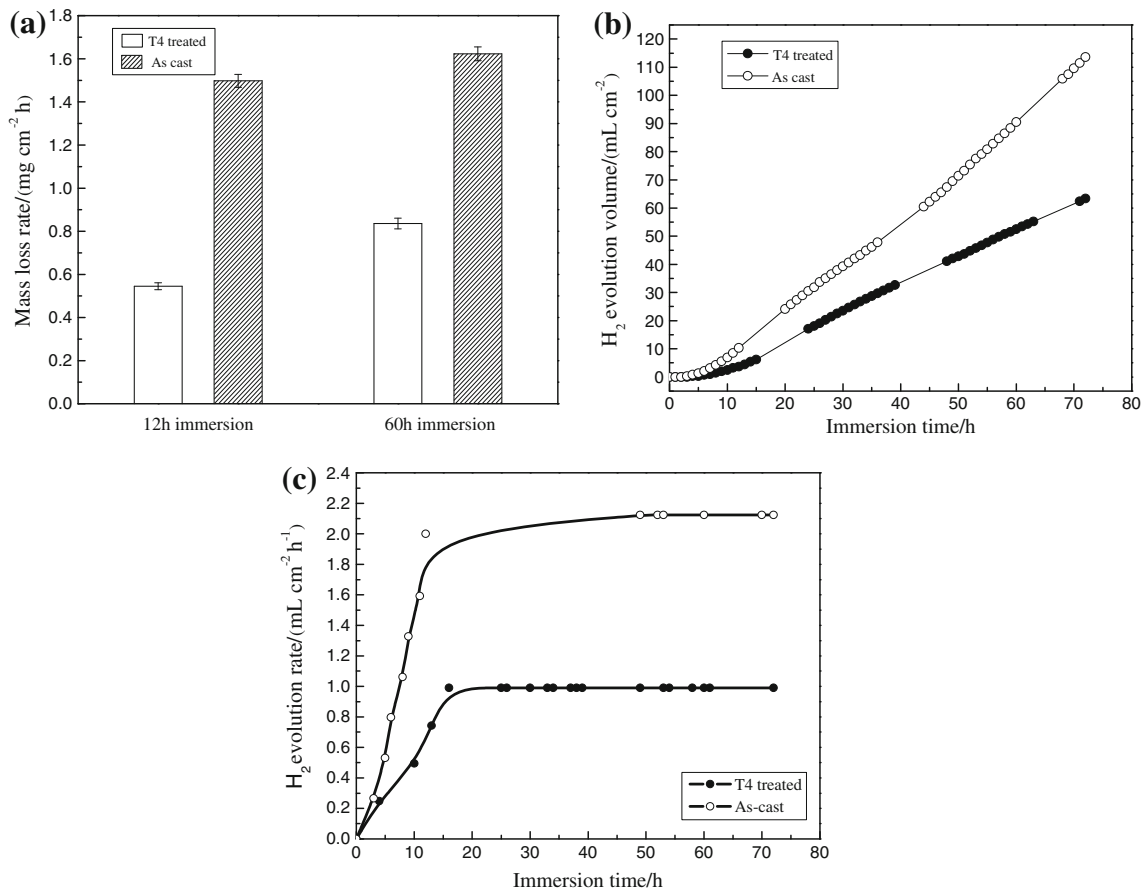 (a)
1.8
1.6
1.4
1.2
1.0
0.8
0.6
0.4
0.2
0.0
Mass loss rate/(mg cm⁻² h)
T4 treated
As cast
12h immersion 60h immersion
(b)
120
110
100
90
80
70
60
50
40
30
20
10
0
H₂ evolution volume/(mL cm⁻²)
T4 treated
As cast
0 10 20 30 40 50 60 70 80
Immersion time/h
(c)
2.4
2.2
2.0
1.8
1.6
1.4
1.2
1.0
0.8
0.6
0.4
0.2
0.0
H₂ evolution rate/(mL cm⁻² h⁻¹)
T4 treated
As-cast
0 10 20 30 40 50 60 70 80
Immersion time/h